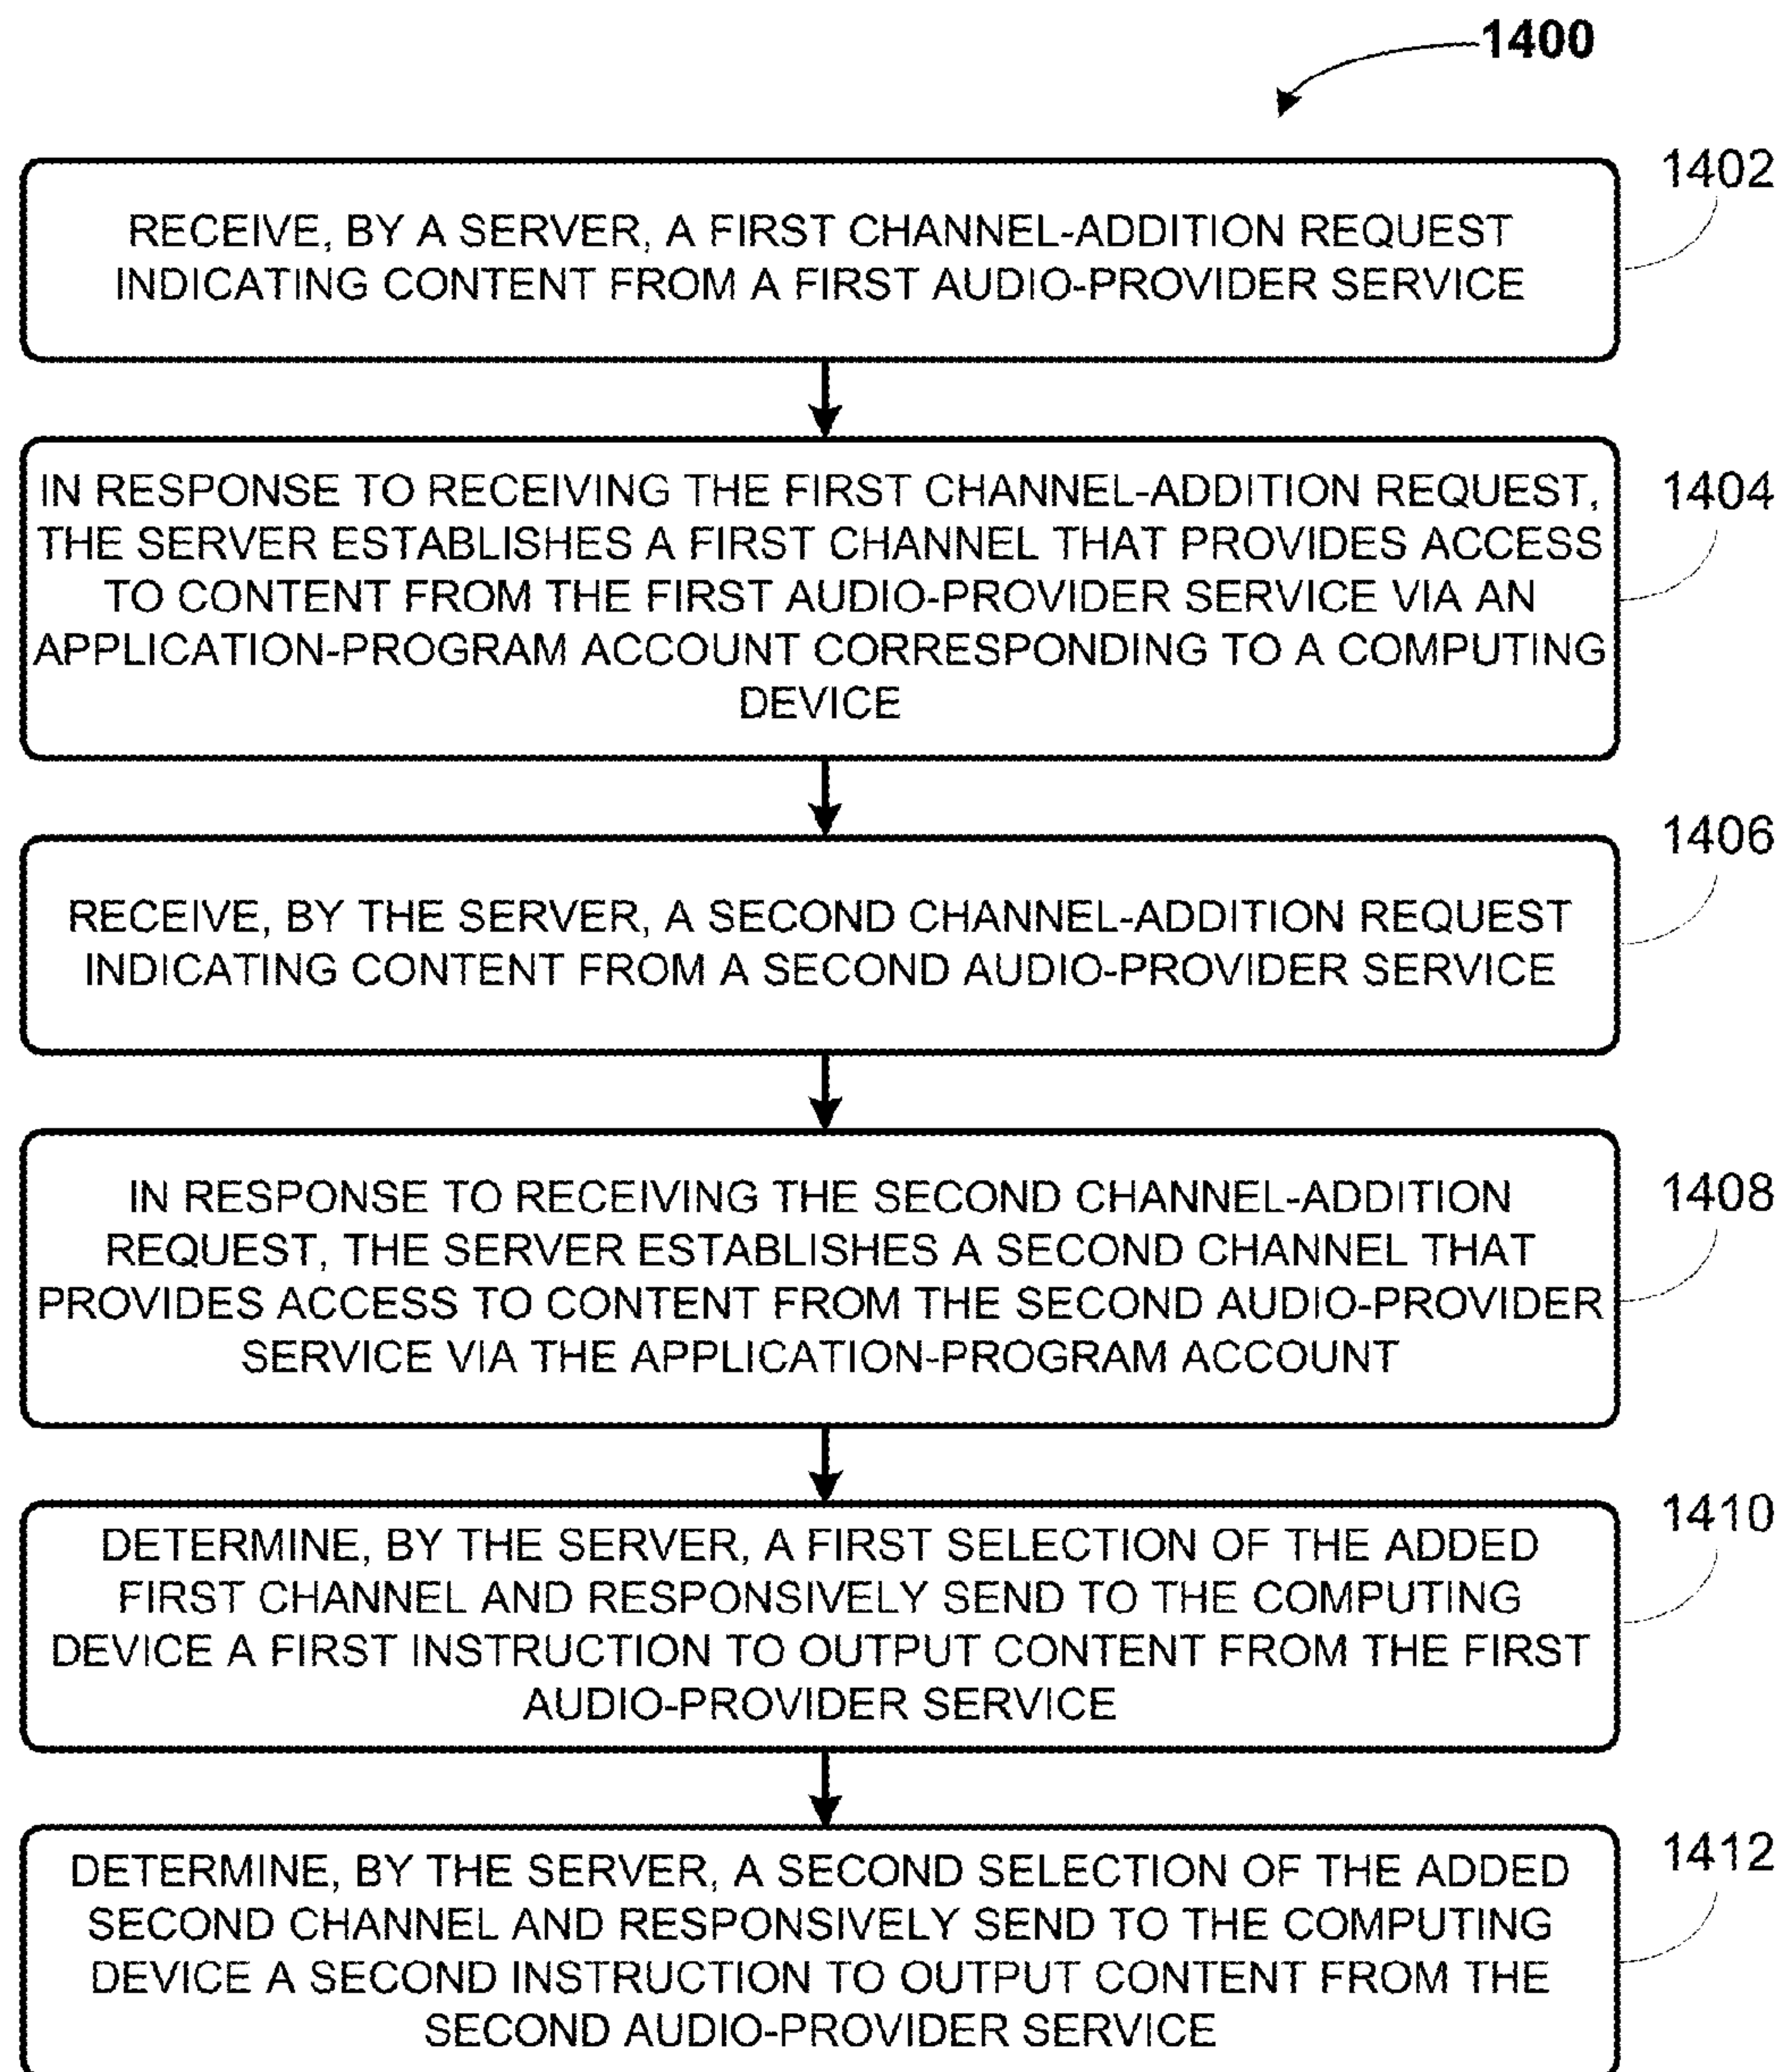 1400
1402
RECEIVE, BY A SERVER, A FIRST CHANNEL-ADDITION REQUEST
INDICATING CONTENT FROM A FIRST AUDIO-PROVIDER SERVICE
1404
IN RESPONSE TO RECEIVING THE FIRST CHANNEL-ADDITION REQUEST,
THE SERVER ESTABLISHES A FIRST CHANNEL THAT PROVIDES ACCESS
TO CONTENT FROM THE FIRST AUDIO-PROVIDER SERVICE VIA AN
APPLICATION-PROGRAM ACCOUNT CORRESPONDING TO A COMPUTING
DEVICE
1406
RECEIVE, BY THE SERVER, A SECOND CHANNEL-ADDITION REQUEST
INDICATING CONTENT FROM A SECOND AUDIO-PROVIDER SERVICE
1408
IN RESPONSE TO RECEIVING THE SECOND CHANNEL-ADDITION
REQUEST, THE SERVER ESTABLISHES A SECOND CHANNEL THAT
PROVIDES ACCESS TO CONTENT FROM THE SECOND AUDIO-PROVIDER
SERVICE VIA THE APPLICATION-PROGRAM ACCOUNT
1410
DETERMINE, BY THE SERVER, A FIRST SELECTION OF THE ADDED
FIRST CHANNEL AND RESPONSIVELY SEND TO THE COMPUTING
DEVICE A FIRST INSTRUCTION TO OUTPUT CONTENT FROM THE FIRST
AUDIO-PROVIDER SERVICE
1412
DETERMINE, BY THE SERVER, A SECOND SELECTION OF THE ADDED
SECOND CHANNEL AND RESPONSIVELY SEND TO THE COMPUTING
DEVICE A SECOND INSTRUCTION TO OUTPUT CONTENT FROM THE
SECOND AUDIO-PROVIDER SERVICE